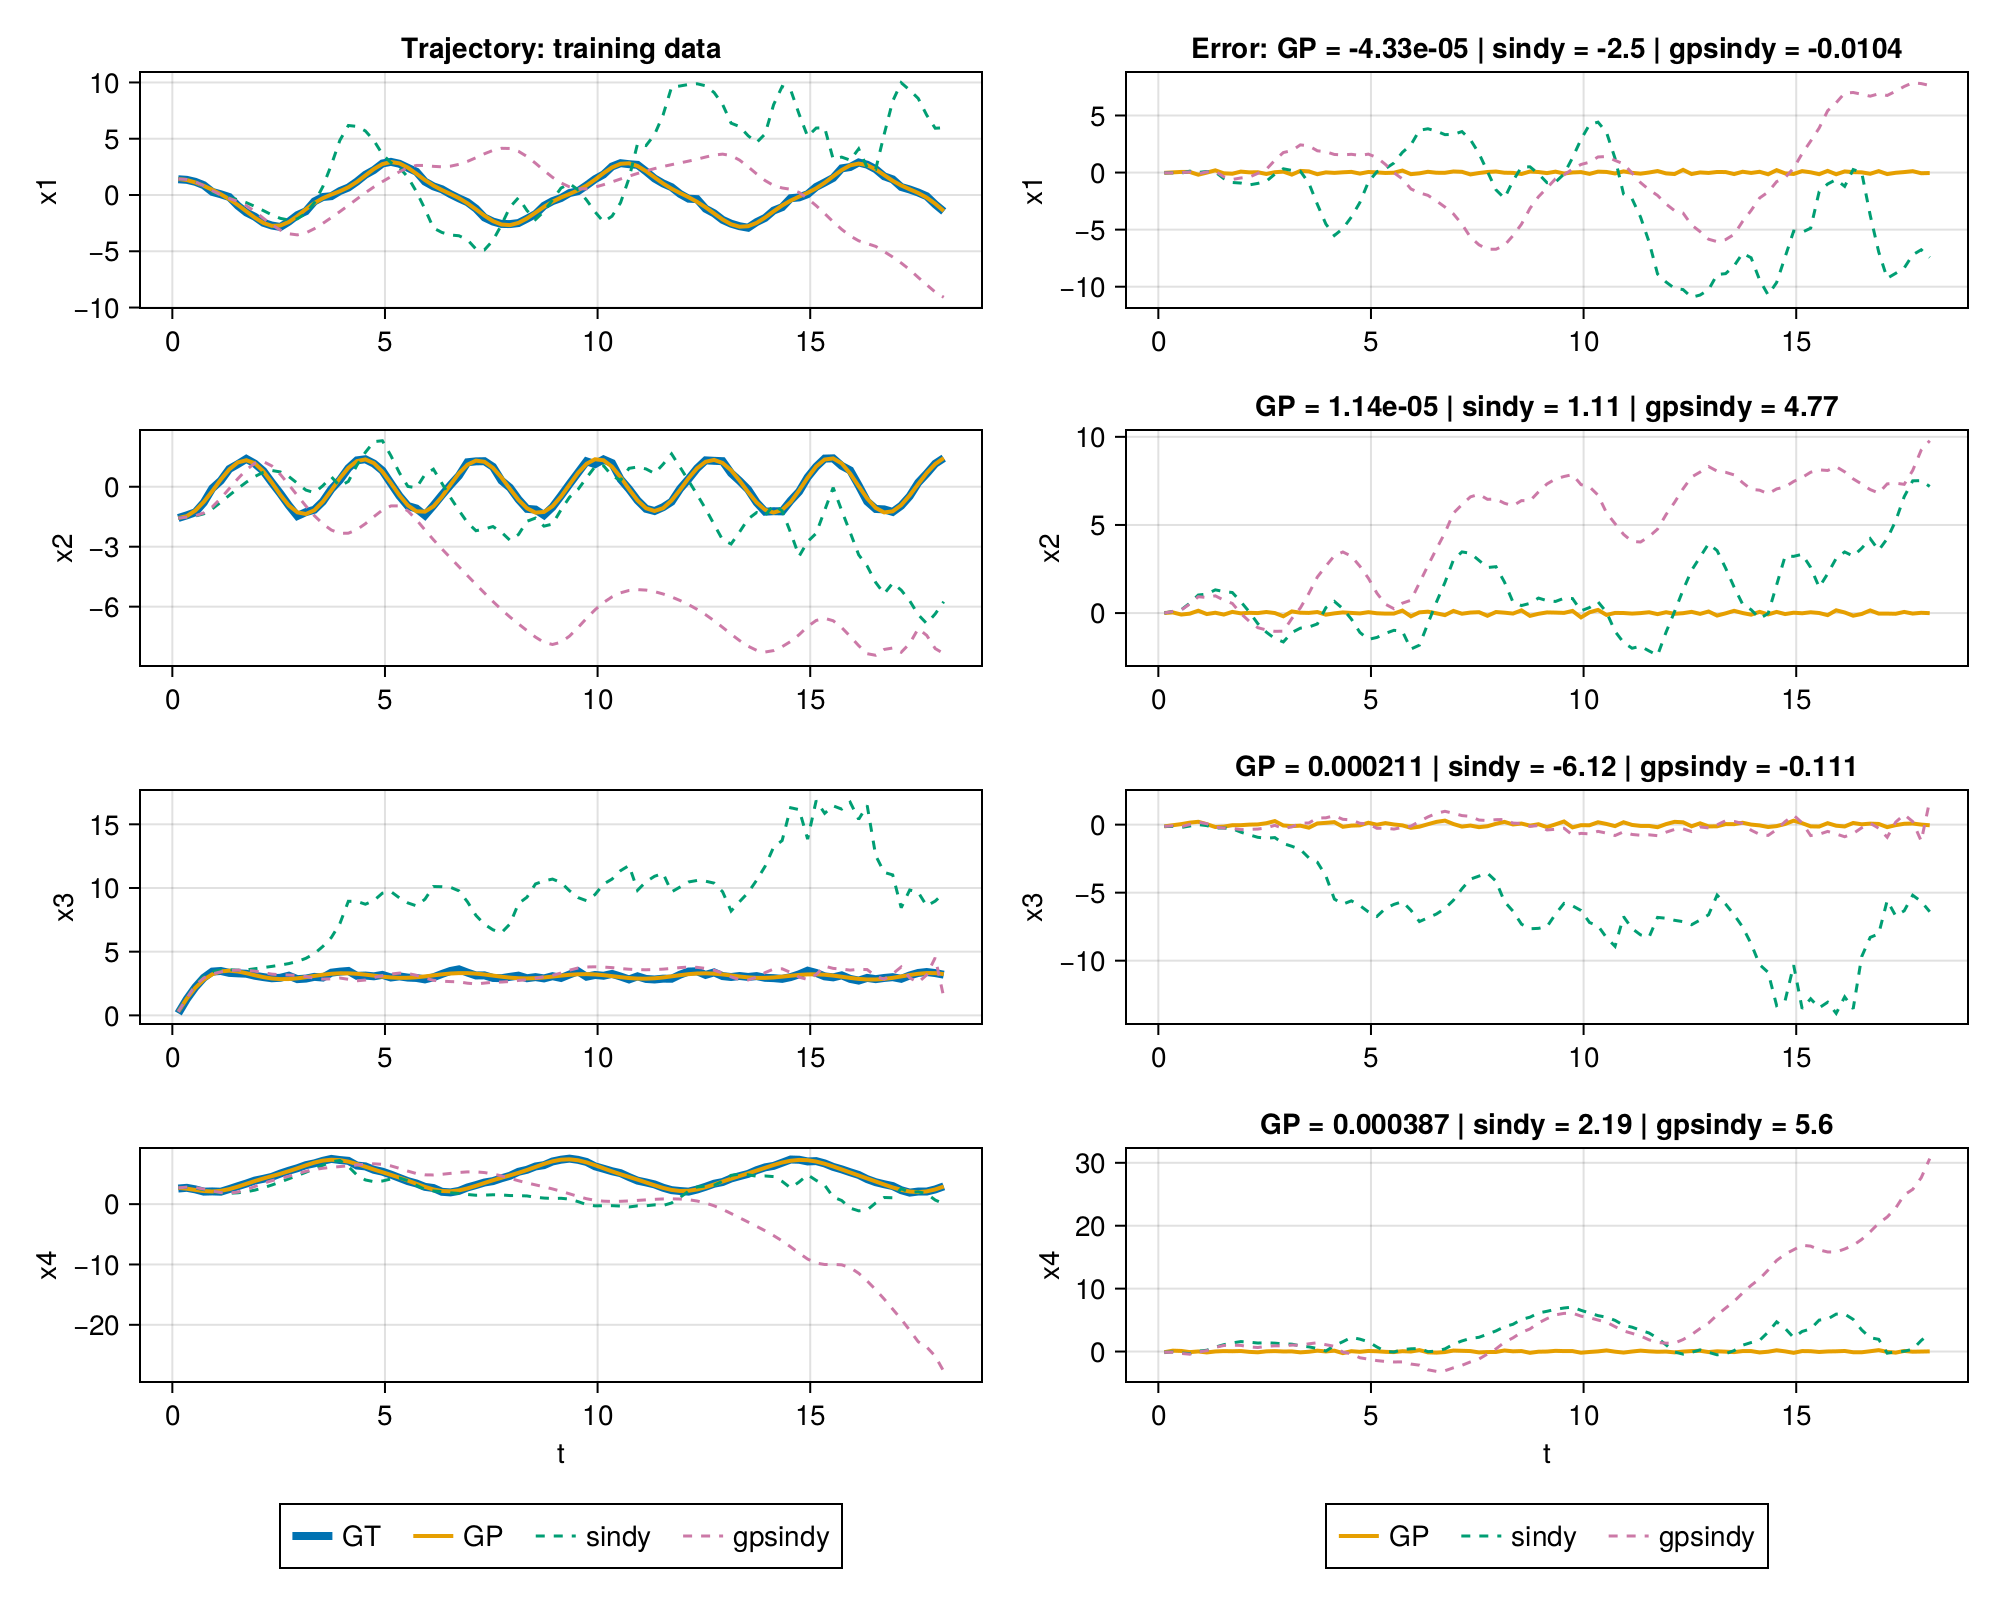 Trajectory: training data
Error: GP = -4.33e-05 | sindy = -2.5 | gpsindy = -0.0104
x1
10
5
0
−5
−10
0 5 10 15
x1
5
0
−5
−10
0 5 10 15
GP = 1.14e-05 | sindy = 1.11 | gpsindy = 4.77
x2
0
−3
−6
0 5 10 15
x2
10
5
0
0 5 10 15
GP = 0.000211 | sindy = -6.12 | gpsindy = -0.111
x3
15
10
5
0
0 5 10 15
x3
0
−5
−10
0 5 10 15
GP = 0.000387 | sindy = 2.19 | gpsindy = 5.6
x4
0
−10
−20
0 5 10 15
t
x4
30
20
10
0
0 5 10 15
t
GT GP sindy gpsindy
GP sindy gpsindy